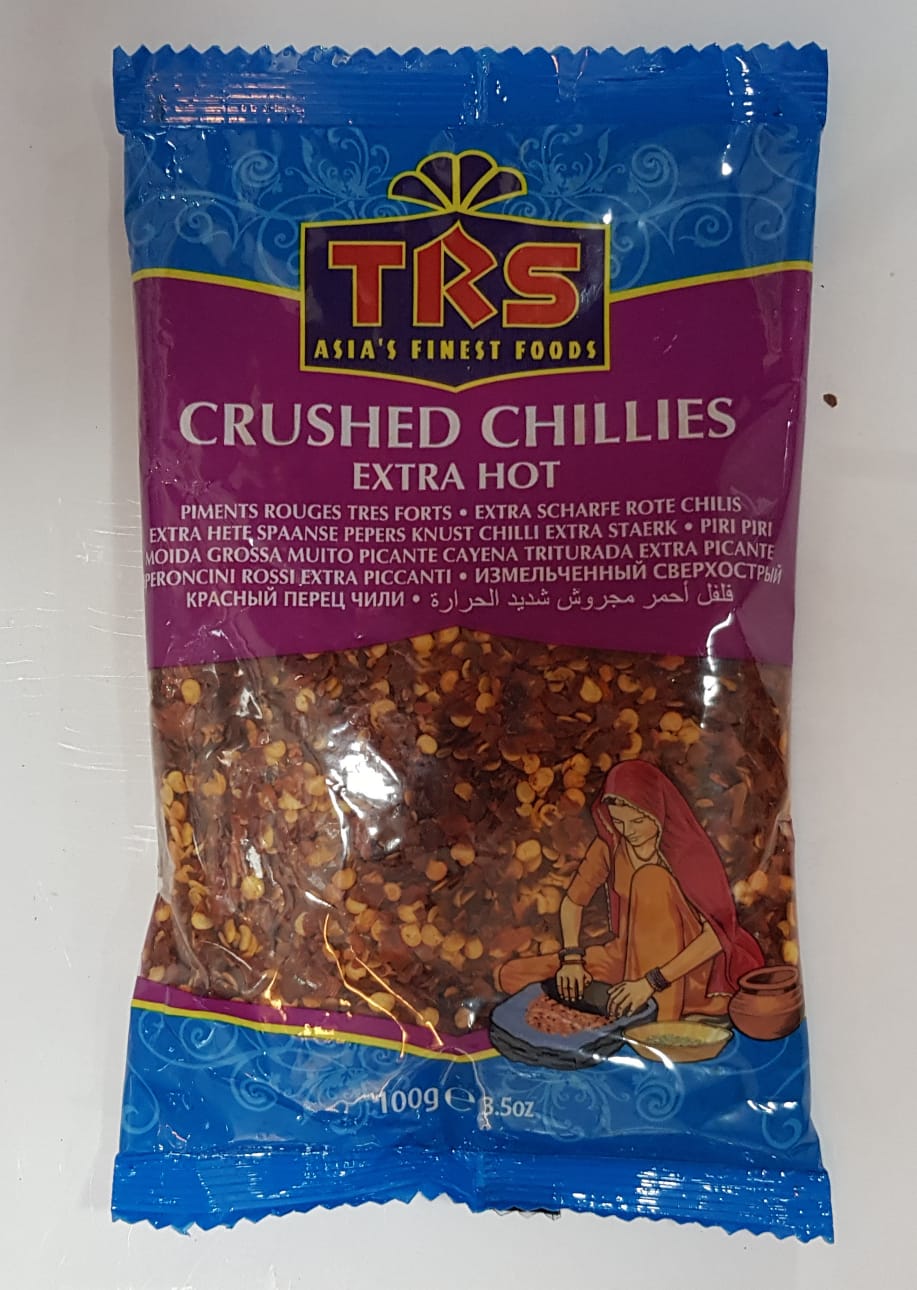 TRS
ASIA'S FINEST FOODS
CRUSHED CHILLIES
EXTRA HOT
PIMENTS ROUGES TRES FORTS • EXTRA SCHARFE ROTE CHILIS
EXTRA HETE SPAANSE PEPERS KNUST CHILLI EXTRA STAERK • PIRI PIRI
MOIDA GROSSA MUITO PICANTE CAYENA TRITURADA EXTRA PICANTE
PERONCINI ROSSI EXTRA PICCANTI • ИЗМЕЛЬЧЕННЫЙ СВЕРХОСТРЫЙ
КРАСНЫЙ ПЕРЕЦ ЧИЛИ • فلفل أحمر مجروش شديد الحرارة
100g ℮ 3.5oz